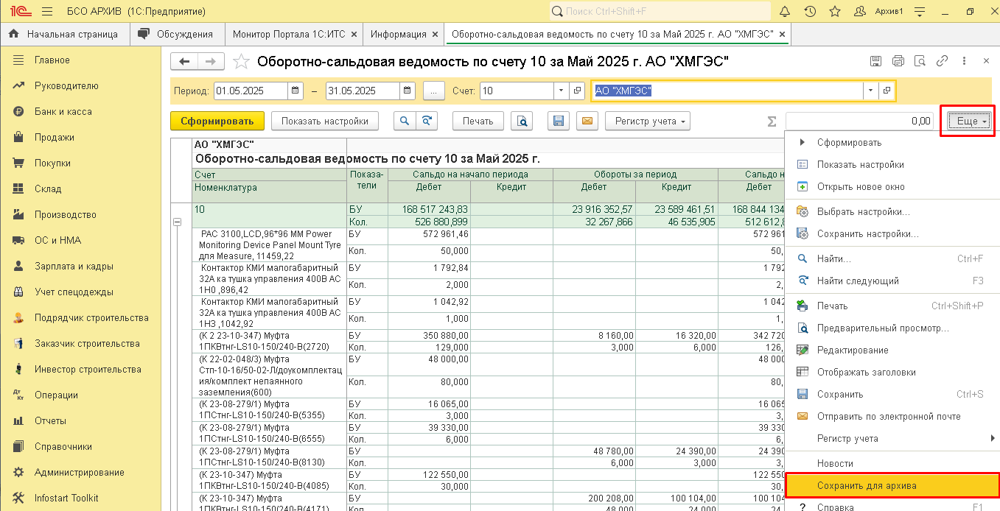 1С БСО АРХИВ (1С:Предприятие)
Поиск Ctrl+Shift+F
Архив1
Начальная страница
Обсуждения
Монитор Портала 1С:ИТС ×
Информация ×
Оборотно-сальдовая ведомость по счету 10 за Май 2025 г. АО "ХМГЭС" ×
Главное
Руководителю
Банк и касса
Продажи
Покупки
Склад
Производство
ОС и НМА
Зарплата и кадры
Учет спецодежды
Подрядчик строительства
Заказчик строительства
Инвестор строительства
Дт Кт Операции
Отчеты
Справочники
Администрирование
Infostart Toolkit
Оборотно-сальдовая ведомость по счету 10 за Май 2025 г. АО "ХМГЭС"
Период: 01.05.2025 – 31.05.2025 ... Счет: 10 АО "ХМГЭС"
Сформировать Показать настройки Печать Регистр учета Σ 0,00 Еще
АО "ХМГЭС"
Оборотно-сальдовая ведомость по счету 10 за Май 2025 г.
Счет Показа- Сальдо на начало периода Обороты за период Сальдо н
Номенклатура тели Дебет Кредит Дебет Кредит Дебет
10 БУ 168 517 243,83 23 916 352,57 23 589 461,51 168 844 134
Кол. 526 880,899 32 267,866 46 535,905 512 612,8
PAC 3100,LCD,96*96 MM Power БУ 572 961,46 572 961
Monitoring Device Panel Mount Tyre
для Measure, 11459,22 Кол. 50,000 50,
Контактор КМИ малогабаритный БУ 1 792,84 1 792
32А ка тушка управления 400В АС
1Н0 ,896,42 Кол. 2,000 2,
Контактор КМИ малогабаритный БУ 1 042,92 1 042
32А ка тушка управления 400В АС
1НЗ ,1042,92 Кол. 1,000 1,
(К 2 23-10-347) Муфта БУ 350 880,00 8 160,00 16 320,00 342 720
1ПКВтнг-LS10-150/240-В(2720) Кол. 129,000 3,000 6,000 126,
(К 22-02-048/3) Муфта БУ 48 000,00 48 000
Стп-10-16/50-02-Л/доукомплектац
ия/комплект непаянного Кол. 80,000 80,
заземления(600)
(К 23-08-279/1) Муфта БУ 16 065,00 16 065
1ПСтнг-LS10-150/240-В(5355) Кол. 3,000 3,
(К 23-08-279/1) Муфта БУ 39 330,00 39 330
1ПСтнг-LS10-150/240-В(6555) Кол. 6,000 6,
(К 23-08-279/1) Муфта БУ 48 780,00 24 390,00 24 390
1ПСтнг-LS10-150/240-В(8130) Кол. 6,000 3,000 3,
(К 23-10-347) Муфта БУ 122 550,00 122 550
1ПКВтнг-LS10-150/240-В(4085) Кол. 30,000 30,
(К 23-10-347) Муфта БУ 200 208,00 100 104,00 100 104
1ПКВтнг-LS10-150/240-В(4171) Кол. 48,000 24,000 24,
Сформировать
Показать настройки
Открыть новое окно
Выбрать настройки...
Сохранить настройки...
Найти... Ctrl+F
Найти следующий F3
Печать Ctrl+Shift+P
Предварительный просмотр...
Редактирование
Отображать заголовки
Сохранить Ctrl+S
Отправить по электронной почте
Регистр учета
Новости
Сохранить для архива
? Справка F1